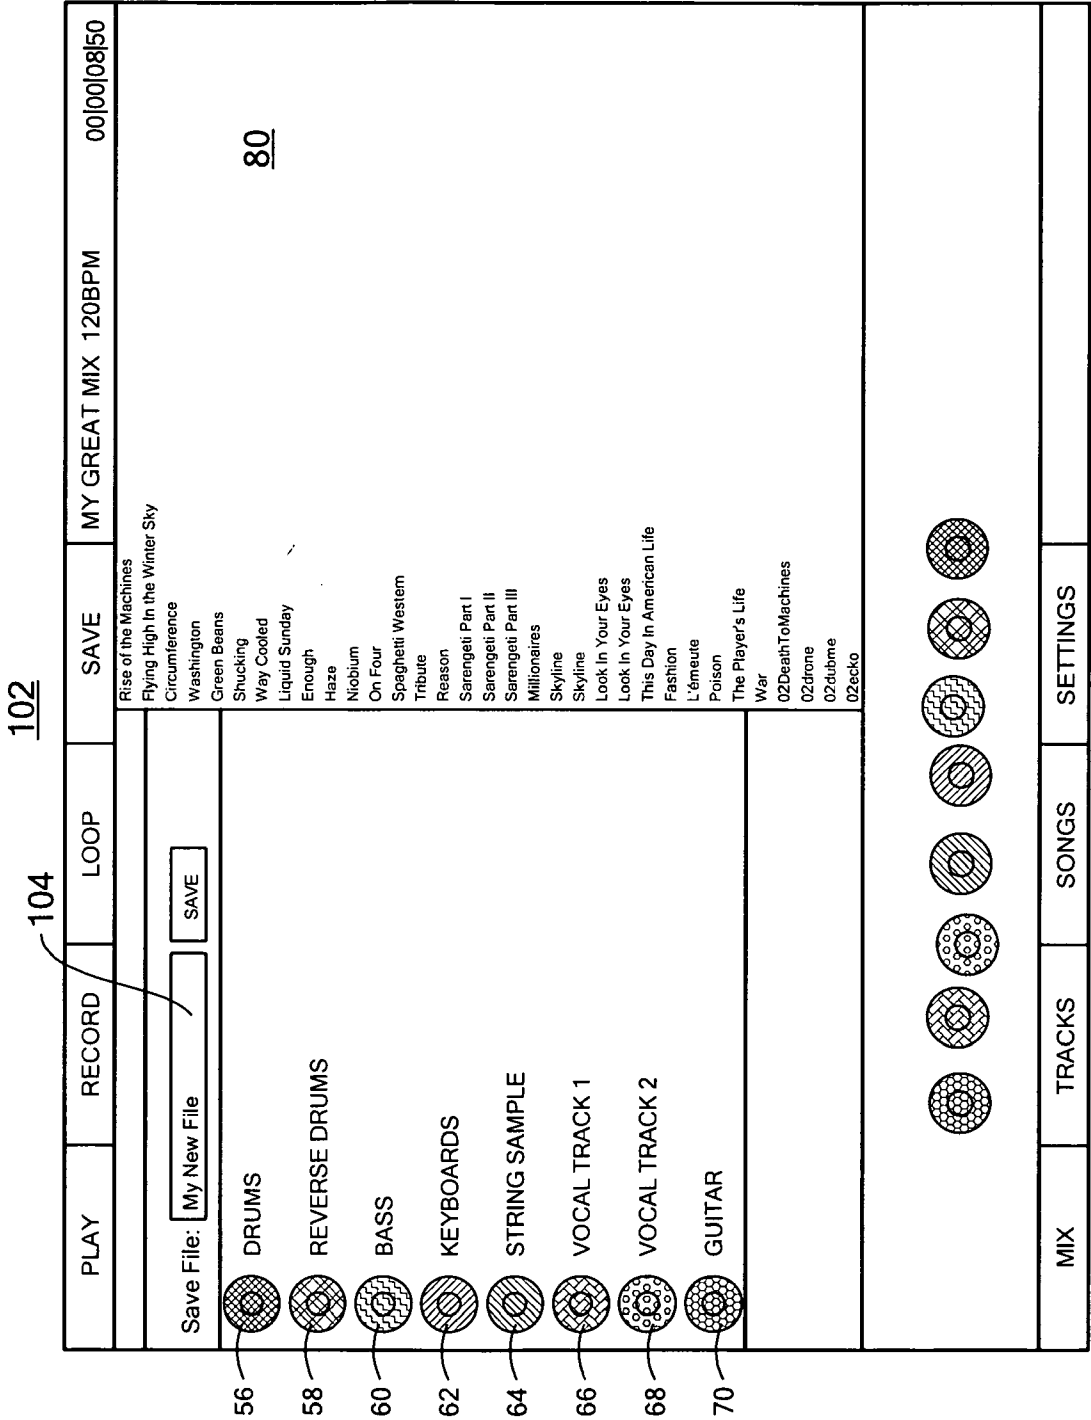 102
104
PLAY RECORD LOOP SAVE MY GREAT MIX 120BPM 00|00|08|50
Save File: My New File SAVE
56 DRUMS
58 REVERSE DRUMS
60 BASS
62 KEYBOARDS
64 STRING SAMPLE
66 VOCAL TRACK 1
68 VOCAL TRACK 2
70 GUITAR
Rise of the Machines
Flying High In the Winter Sky
Circumference
Washington
Green Beans
Shucking
Way Cooled
Liquid Sunday
Enough
Haze
Niobium
On Four
Spaghetti Western
Tribute
Reason
Sarengeti Part I
Sarengeti Part II
Sarengeti Part III
Millionaires
Skyline
Skyline
Look In Your Eyes
Look In Your Eyes
This Day In American Life
Fashion
L'émeute
Poison
The Player's Life
War
02DeathToMachines
02drone
02dubme
02ecko
80
MIX TRACKS SONGS SETTINGS